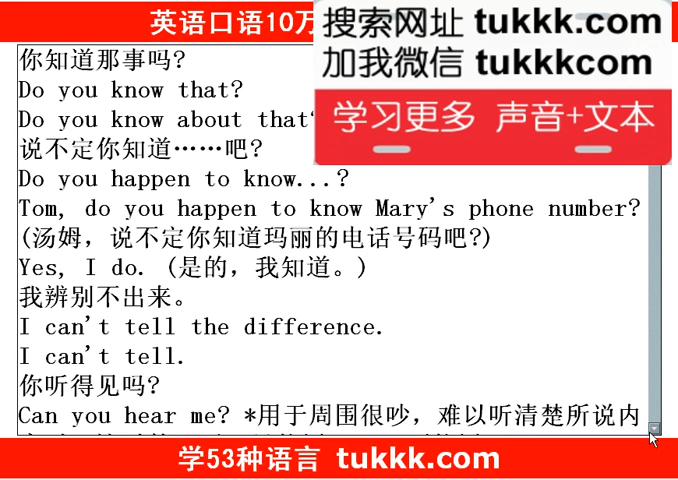 英语口语10万
搜索网址 tukkk.com
加我微信 tukkkcom
学习更多 声音+文本
你知道那事吗?
Do you know that?
Do you know about that?
说不定你知道……吧?
Do you happen to know...?
Tom, do you happen to know Mary's phone number?
(汤姆，说不定你知道玛丽的电话号码吧?)
Yes, I do. (是的，我知道。)
我辨别不出来。
I can't tell the difference.
I can't tell.
你听得见吗?
Can you hear me? *用于周围很吵，难以听清楚所说内
学53种语言 tukkk.com